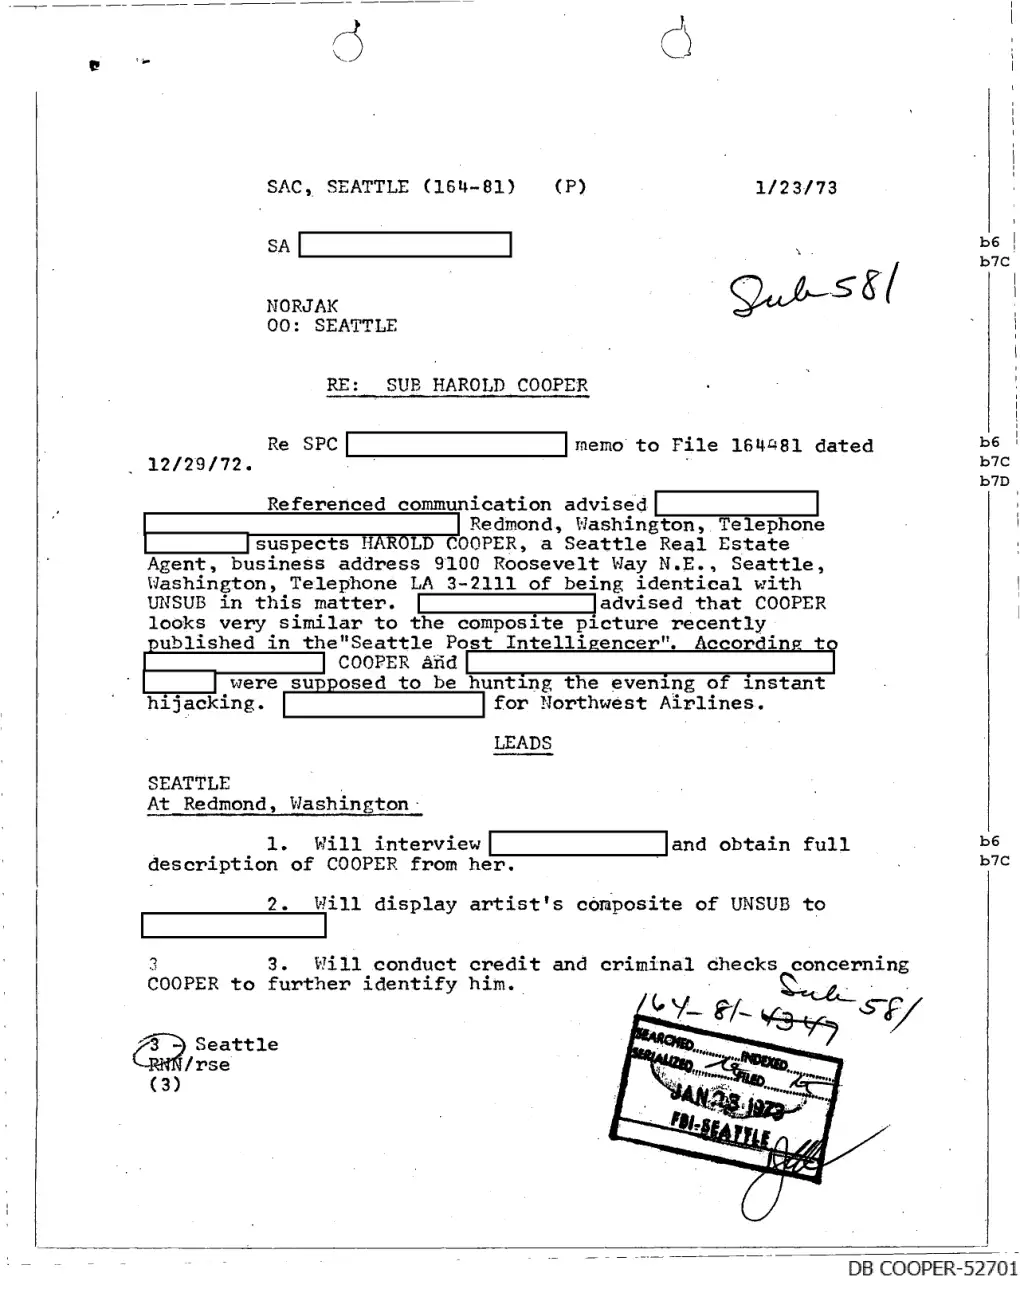 SAC, SEATTLE (164-81) (P) 1/23/73
SA
b6
b7C
Sub 581
NORJAK
OO: SEATTLE
RE: SUB HAROLD COOPER
Re SPC memo to File 164-81 dated
12/29/72.
b6
b7C
b7D
Referenced communication advised
Redmond, Washington, Telephone
suspects HAROLD COOPER, a Seattle Real Estate
Agent, business address 9100 Roosevelt Way N.E., Seattle,
Washington, Telephone LA 3-2111 of being identical with
UNSUB in this matter. advised that COOPER
looks very similar to the composite picture recently
published in the"Seattle Post Intelligencer". According to
COOPER and
were supposed to be hunting the evening of instant
hijacking. for Northwest Airlines.
LEADS
SEATTLE
At Redmond, Washington
1. Will interview and obtain full
description of COOPER from her.
b6
b7C
2. Will display artist's composite of UNSUB to
3 3. Will conduct credit and criminal checks concerning
COOPER to further identify him.
Sub 581
164-81-4347
3 - Seattle
RHN/rse
(3)
SEARCHED INDEXED
SERIALIZED FILED
JAN 23 1973
FBI-SEATTLE
DB COOPER-52701